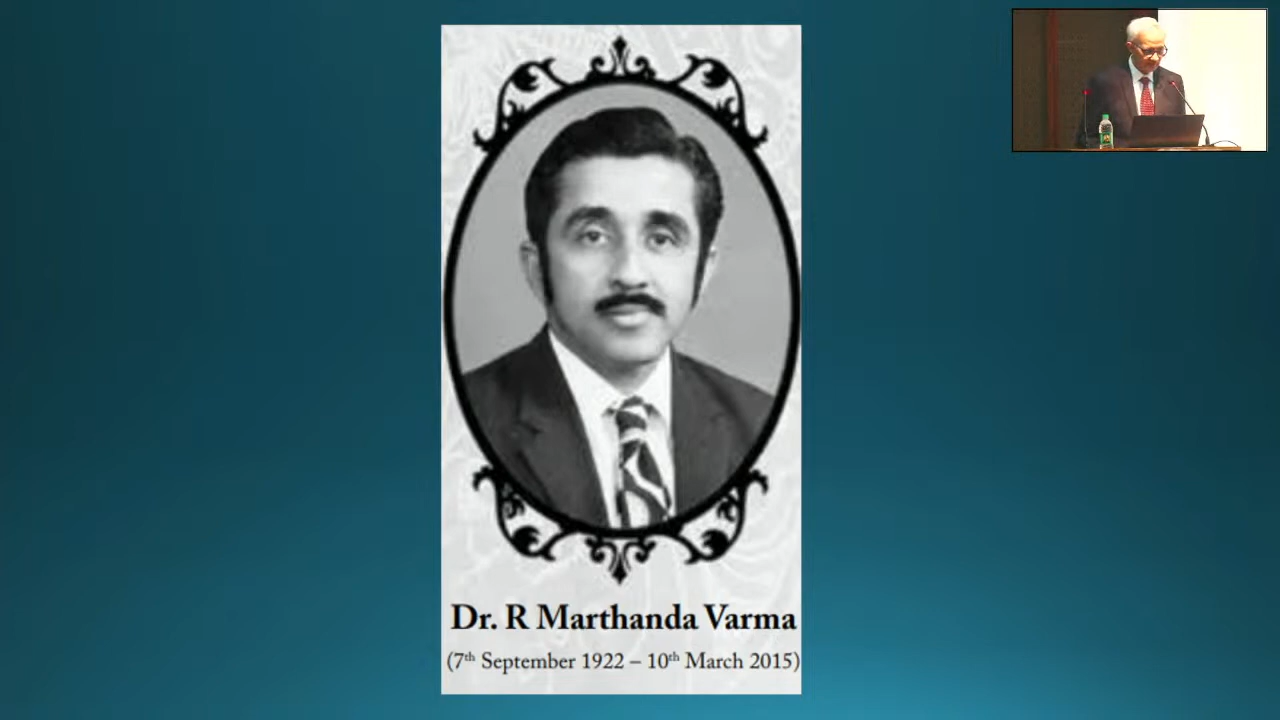 Dr. R Marthanda Varma
(7th September 1922 – 10th March 2015)